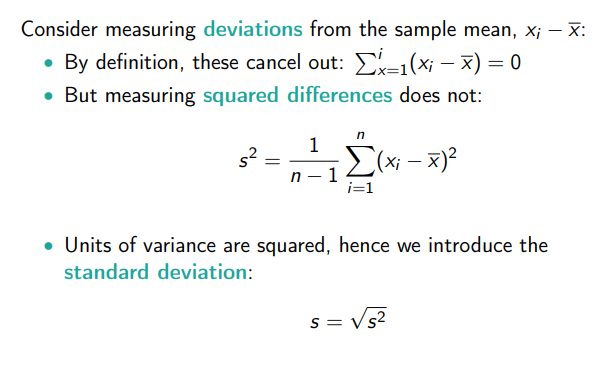 Consider measuring deviations from the sample mean, xᵢ − x̄:
• By definition, these cancel out: ∑ⁱₓ₌₁(xᵢ − x̄) = 0
• But measuring squared differences does not:
s² = 1/(n − 1) ∑ⁿᵢ₌₁(xᵢ − x̄)²
• Units of variance are squared, hence we introduce the
standard deviation:
s = √s²